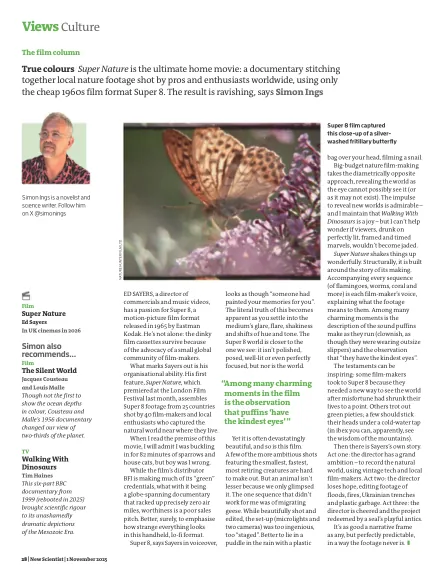 Views Culture
The film column
True colours Super Nature is the ultimate home movie: a documentary stitching
together local nature footage shot by pros and enthusiasts worldwide, using only
the cheap 1960s film format Super 8. The result is ravishing, says Simon Ings
Simon Ings is a novelist and
science writer. Follow him
on X @simonings
Film
Super Nature
Ed Sayers
In UK cinemas in 2026
Simon also
recommends...
Film
The Silent World
Jacques Cousteau
and Louis Malle
Though not the first to
show the ocean depths
in colour, Cousteau and
Malle's 1956 documentary
changed our view of
two-thirds of the planet.
TV
Walking With
Dinosaurs
Tim Haines
This six-part BBC
documentary from
1999 (rebooted in 2025)
brought scientific rigour
to its unashamedly
dramatic depictions
of the Mesozoic Era.
ED SAYERS, a director of
commercials and music videos,
has a passion for Super 8, a
motion-picture film format
released in 1965 by Eastman
Kodak. He's not alone: the dinky
film cassettes survive because
of the advocacy of a small global
community of film-makers.
What marks Sayers out is his
organisational ability. His first
feature, Super Nature, which
premiered at the London Film
Festival last month, assembles
Super 8 footage from 25 countries
shot by 40 film-makers and local
enthusiasts who captured the
natural world near where they live.
When I read the premise of this
movie, I will admit I was buckling
in for 82 minutes of sparrows and
house cats, but boy was I wrong.
While the film's distributor
BFI is making much of its "green"
credentials, what with it being
a globe-spanning documentary
that racked up precisely zero air
miles, worthiness is a poor sales
pitch. Better, surely, to emphasise
how strange everything looks
in this handheld, lo-fi format.
Super 8, says Sayers in voiceover,
looks as though "someone had
painted your memories for you".
The literal truth of this becomes
apparent as you settle into the
medium's glare, flare, shakiness
and shifts of hue and tone. The
Super 8 world is closer to the
one we see: it isn't polished,
posed, well-lit or even perfectly
focused, but nor is the world.
"Among many charming
moments in the film
is the observation
that puffins 'have
the kindest eyes'"
Yet it is often devastatingly
beautiful, and so is this film.
A few of the more ambitious shots
featuring the smallest, fastest,
most retiring creatures are hard
to make out. But an animal isn't
lesser because we only glimpsed
it. The one sequence that didn't
work for me was of migrating
geese. While beautifully shot and
edited, the set-up (microlights and
two cameras) was too ingenious,
too "staged". Better to lie in a
puddle in the rain with a plastic
Super 8 film captured
this close-up of a silver-
washed fritillary butterfly
bag over your head, filming a snail.
Big-budget nature film-making
takes the diametrically opposite
approach, revealing the world as
the eye cannot possibly see it (or
as it may not exist). The impulse
to reveal new worlds is admirable–
and I maintain that Walking With
Dinosaurs is a joy–but I can't help
wonder if viewers, drunk on
perfectly lit, framed and timed
marvels, wouldn't become jaded.
Super Nature shakes things up
wonderfully. Structurally, it is built
around the story of its making.
Accompanying every sequence
(of flamingoes, worms, coral and
more) is each film-maker's voice,
explaining what the footage
means to them. Among many
charming moments is the
description of the sound puffins
make as they run (clownish, as
though they were wearing outsize
slippers) and the observation
that "they have the kindest eyes".
The testaments can be
inspiring: some film-makers
took to Super 8 because they
needed a new way to see the world
after misfortune had shrunk their
lives to a point. Others trot out
green pieties; a few should stick
their heads under a cold-water tap
(in ibex you can, apparently, see
the wisdom of the mountains).
Then there is Sayers's own story.
Act one: the director has a grand
ambition – to record the natural
world, using vintage tech and local
film-makers. Act two: the director
loses hope, editing footage of
floods, fires, Ukrainian trenches
and plastic garbage. Act three: the
director is cheered and the project
redeemed by a seal's playful antics.
It's as good a narrative frame
as any, but perfectly predictable,
in a way the footage never is.
28 | New Scientist | 1 November 2025